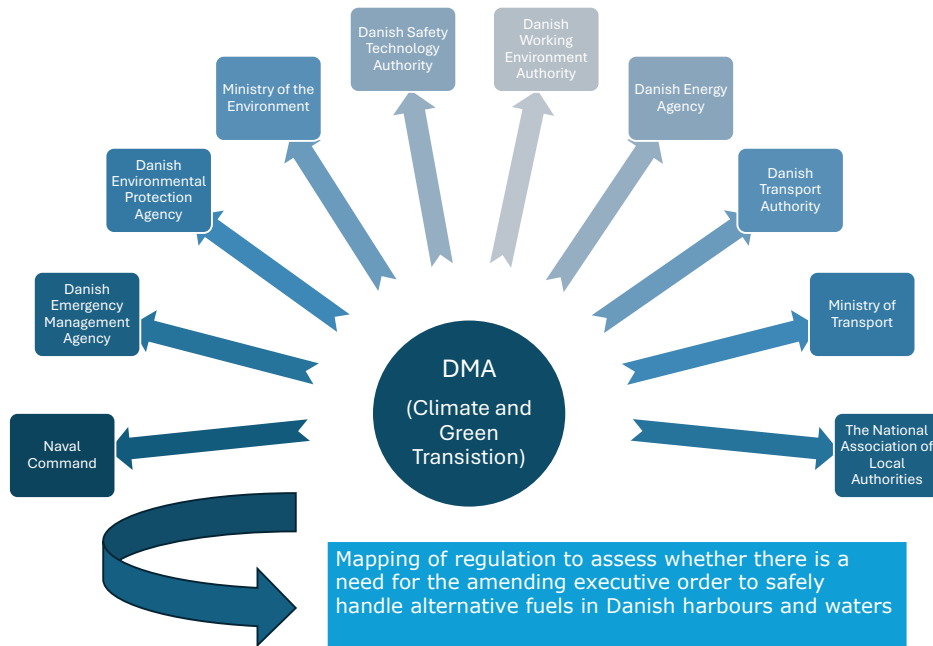 Danish Safety
Technology
Authority
Danish
Working
Environment
Authority
Ministry of the
Environment
Danish Energy
Agency
Danish
Environmental
Protection
Agency
Danish
Transport
Authority
Danish
Emergency
Management
Agency
Ministry of
Transport
Naval
Command
The National
Association of
Local
Authorities
DMA
(Climate and
Green
Transistion)
Mapping of regulation to assess whether there is a
need for the amending executive order to safely
handle alternative fuels in Danish harbours and waters